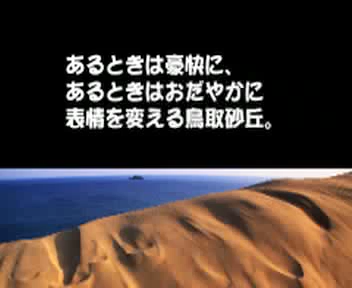 あるときは豪快に、
あるときはおだやかに
表情を変える鳥取砂丘。